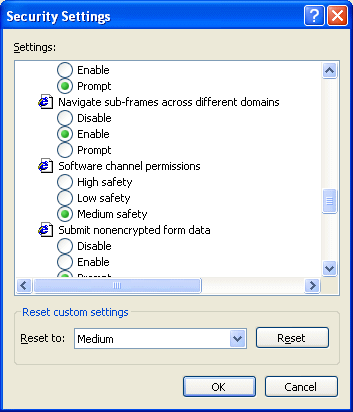 Security Settings
Settings:
Enable
Prompt
Navigate sub-frames across different domains
Disable
Enable
Prompt
Software channel permissions
High safety
Low safety
Medium safety
Submit nonencrypted form data
Disable
Enable
Prompt
Reset custom settings
Reset to: Medium Reset
OK Cancel